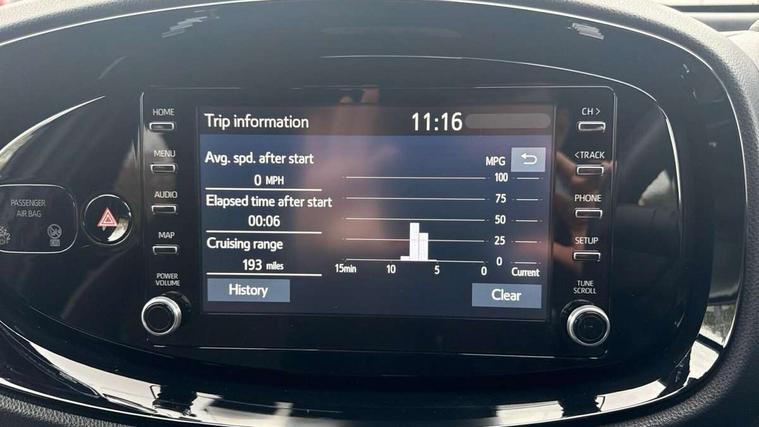 HOME
MENU
AUDIO
MAP
POWER
VOLUME
PASSENGER
AIR BAG
Trip information
11:16
Avg. spd. after start
0 MPH
Elapsed time after start
00:06
Cruising range
193 miles
History
MPG
100
75
50
25
0
15min 10 5 0 Current
Clear
CH >
<TRACK
PHONE
SETUP
TUNE
SCROLL